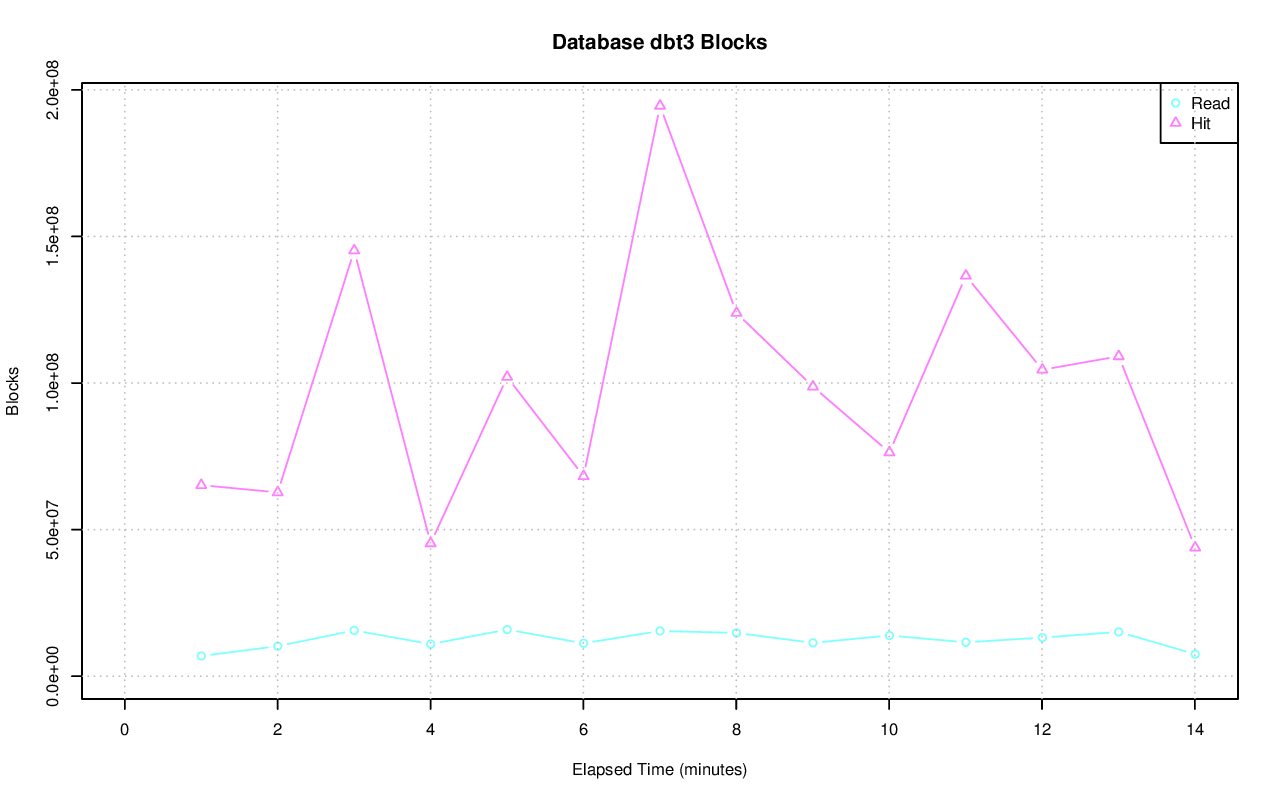 Database dbt3 Blocks
Read
Hit
2.0e+08
1.5e+08
1.0e+08
5.0e+07
0.0e+00
Blocks
0 2 4 6 8 10 12 14
Elapsed Time (minutes)